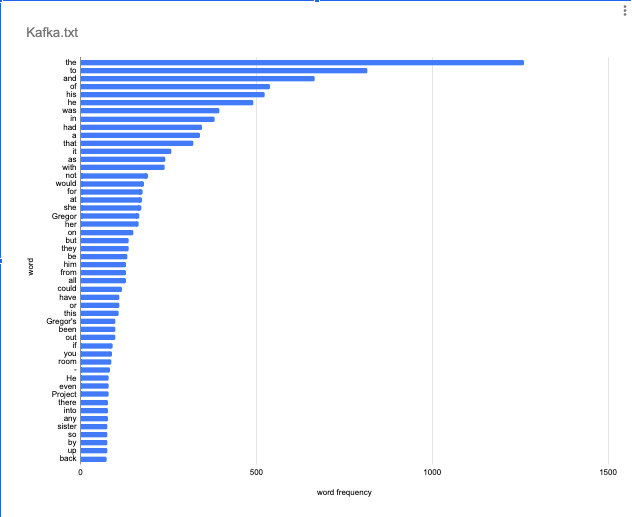 Kafka.txt
the
to
and
of
his
he
was
in
had
a
that
it
as
with
not
would
for
at
she
Gregor
her
on
but
they
be
him
from
all
could
have
or
this
Gregor's
been
out
if
you
room
-
He
even
Project
there
into
any
sister
so
by
up
back
word
0
500
1000
1500
word frequency